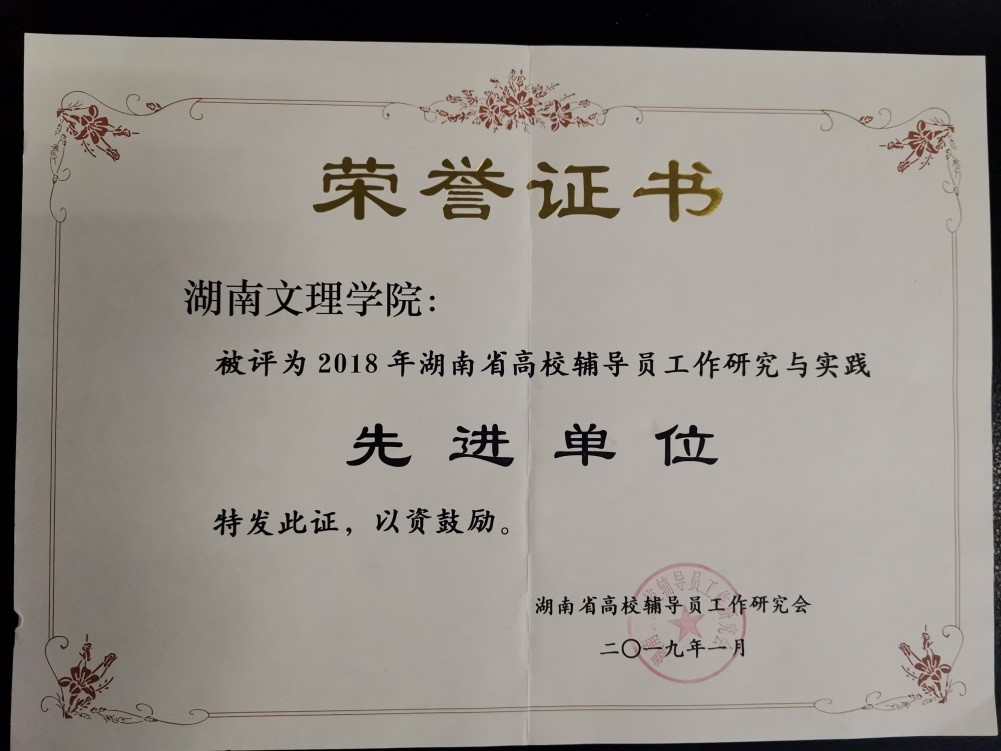 荣誉证书
湖南文理学院：
被评为2018年湖南省高校辅导员工作研究与实践
先进单位
特发此证，以资鼓励。
湖南省高校辅导员工作研究会
二〇一九年一月